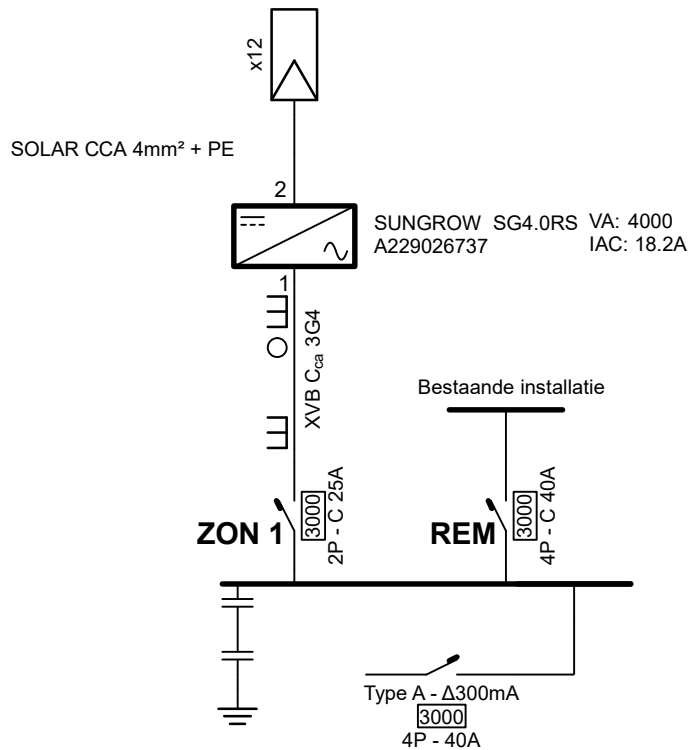 x12
SOLAR CCA 4mm² + PE
2
SUNGROW SG4.0RS VA: 4000
A229026737 IAC: 18.2A
1
XVB Cca 3G4
Bestaande installatie
ZON 1
3000
2P - C 25A
REM
3000
4P - C 40A
Type A - Δ300mA
3000
4P - 40A